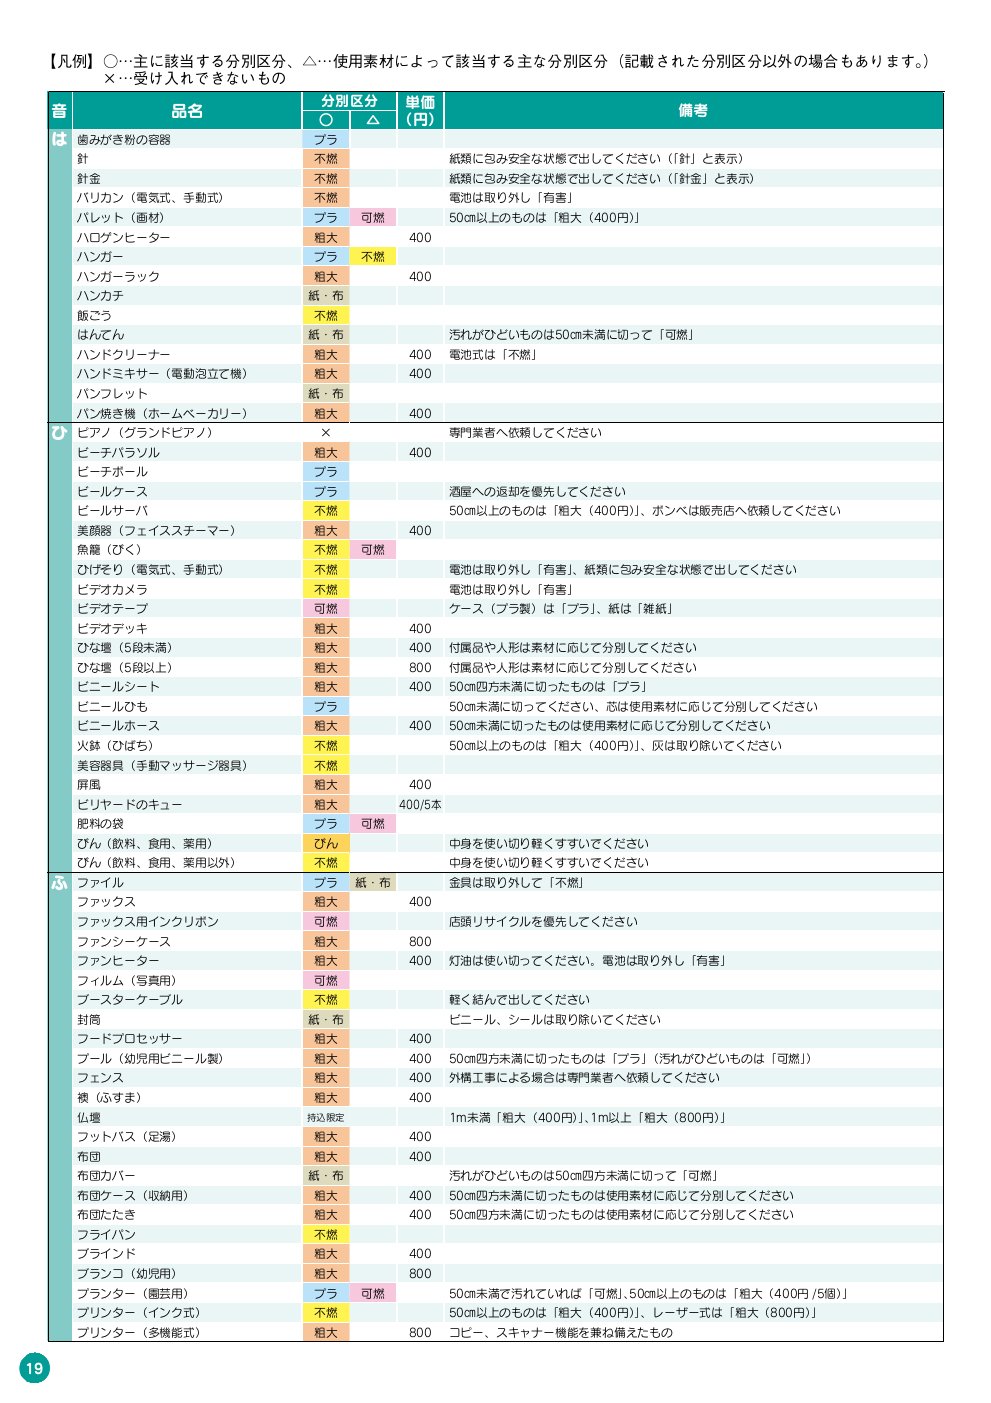 【凡例】○…主に該当する分別区分、△…使用素材によって該当する主な分別区分（記載された分別区分以外の場合もあります。）
×…受け入れできないもの
音 品名 分別区分 ○ △ 単価（円） 備考
は 歯みがき粉の容器 プラ
針 不燃 紙類に包み安全な状態で出してください（「針」と表示）
針金 不燃 紙類に包み安全な状態で出してください（「針金」と表示）
バリカン（電気式、手動式） 不燃 電池は取り外し「有害」
パレット（画材） プラ 可燃 50㎝以上のものは「粗大（400円）」
ハロゲンヒーター 粗大 400
ハンガー プラ 不燃
ハンガーラック 粗大 400
ハンカチ 紙・布
飯ごう 不燃
はんてん 紙・布 汚れがひどいものは50㎝未満に切って「可燃」
ハンドクリーナー 粗大 400 電池式は「不燃」
ハンドミキサー（電動泡立て機） 粗大 400
パンフレット 紙・布
パン焼き機（ホームベーカリー） 粗大 400
ひ ピアノ（グランドピアノ） × 専門業者へ依頼してください
ビーチパラソル 粗大 400
ビーチボール プラ
ビールケース プラ 酒屋への返却を優先してください
ビールサーバ 不燃 50㎝以上のものは「粗大（400円）」、ボンベは販売店へ依頼してください
美顔器（フェイススチーマー） 粗大 400
魚籠（びく） 不燃 可燃
ひげそり（電気式、手動式） 不燃 電池は取り外し「有害」、紙類に包み安全な状態で出してください
ビデオカメラ 不燃 電池は取り外し「有害」
ビデオテープ 可燃 ケース（プラ製）は「プラ」、紙は「雑紙」
ビデオデッキ 粗大 400
ひな壇（5段未満） 粗大 400 付属品や人形は素材に応じて分別してください
ひな壇（5段以上） 粗大 800 付属品や人形は素材に応じて分別してください
ビニールシート 粗大 400 50㎝四方未満に切ったものは「プラ」
ビニールひも プラ 50㎝未満に切ってください、芯は使用素材に応じて分別してください
ビニールホース 粗大 400 50㎝未満に切ったものは使用素材に応じて分別してください
火鉢（ひばち） 不燃 50㎝以上のものは「粗大（400円）」、灰は取り除いてください
美容器具（手動マッサージ器具） 不燃
屏風 粗大 400
ビリヤードのキュー 粗大 400/5本
肥料の袋 プラ 可燃
びん（飲料、食用、薬用） びん 中身を使い切り軽くすすいでください
びん（飲料、食用、薬用以外） 不燃 中身を使い切り軽くすすいでください
ふ ファイル プラ 紙・布 金具は取り外して「不燃」
ファックス 粗大 400
ファックス用インクリボン 可燃 店頭リサイクルを優先してください
ファンシーケース 粗大 800
ファンヒーター 粗大 400 灯油は使い切ってください。電池は取り外し「有害」
フィルム（写真用） 可燃
ブースターケーブル 不燃 軽く結んで出してください
封筒 紙・布 ビニール、シールは取り除いてください
フードプロセッサー 粗大 400
プール（幼児用ビニール製） 粗大 400 50㎝四方未満に切ったものは「プラ」（汚れがひどいものは「可燃」）
フェンス 粗大 400 外構工事による場合は専門業者へ依頼してください
襖（ふすま） 粗大 400
仏壇 持込限定 1m未満「粗大（400円）」、1m以上「粗大（800円）」
フットバス（足湯） 粗大 400
布団 粗大 400
布団カバー 紙・布 汚れがひどいものは50㎝四方未満に切って「可燃」
布団ケース（収納用） 粗大 400 50㎝四方未満に切ったものは使用素材に応じて分別してください
布団たたき 粗大 400 50㎝四方未満に切ったものは使用素材に応じて分別してください
フライパン 不燃
ブラインド 粗大 400
ブランコ（幼児用） 粗大 800
プランター（園芸用） プラ 可燃 50㎝未満で汚れていれば「可燃」、50㎝以上のものは「粗大（400円/5個）」
プリンター（インク式） 不燃 50㎝以上のものは「粗大（400円）」、レーザー式は「粗大（800円）」
プリンター（多機能式） 粗大 800 コピー、スキャナー機能を兼ね備えたもの
19